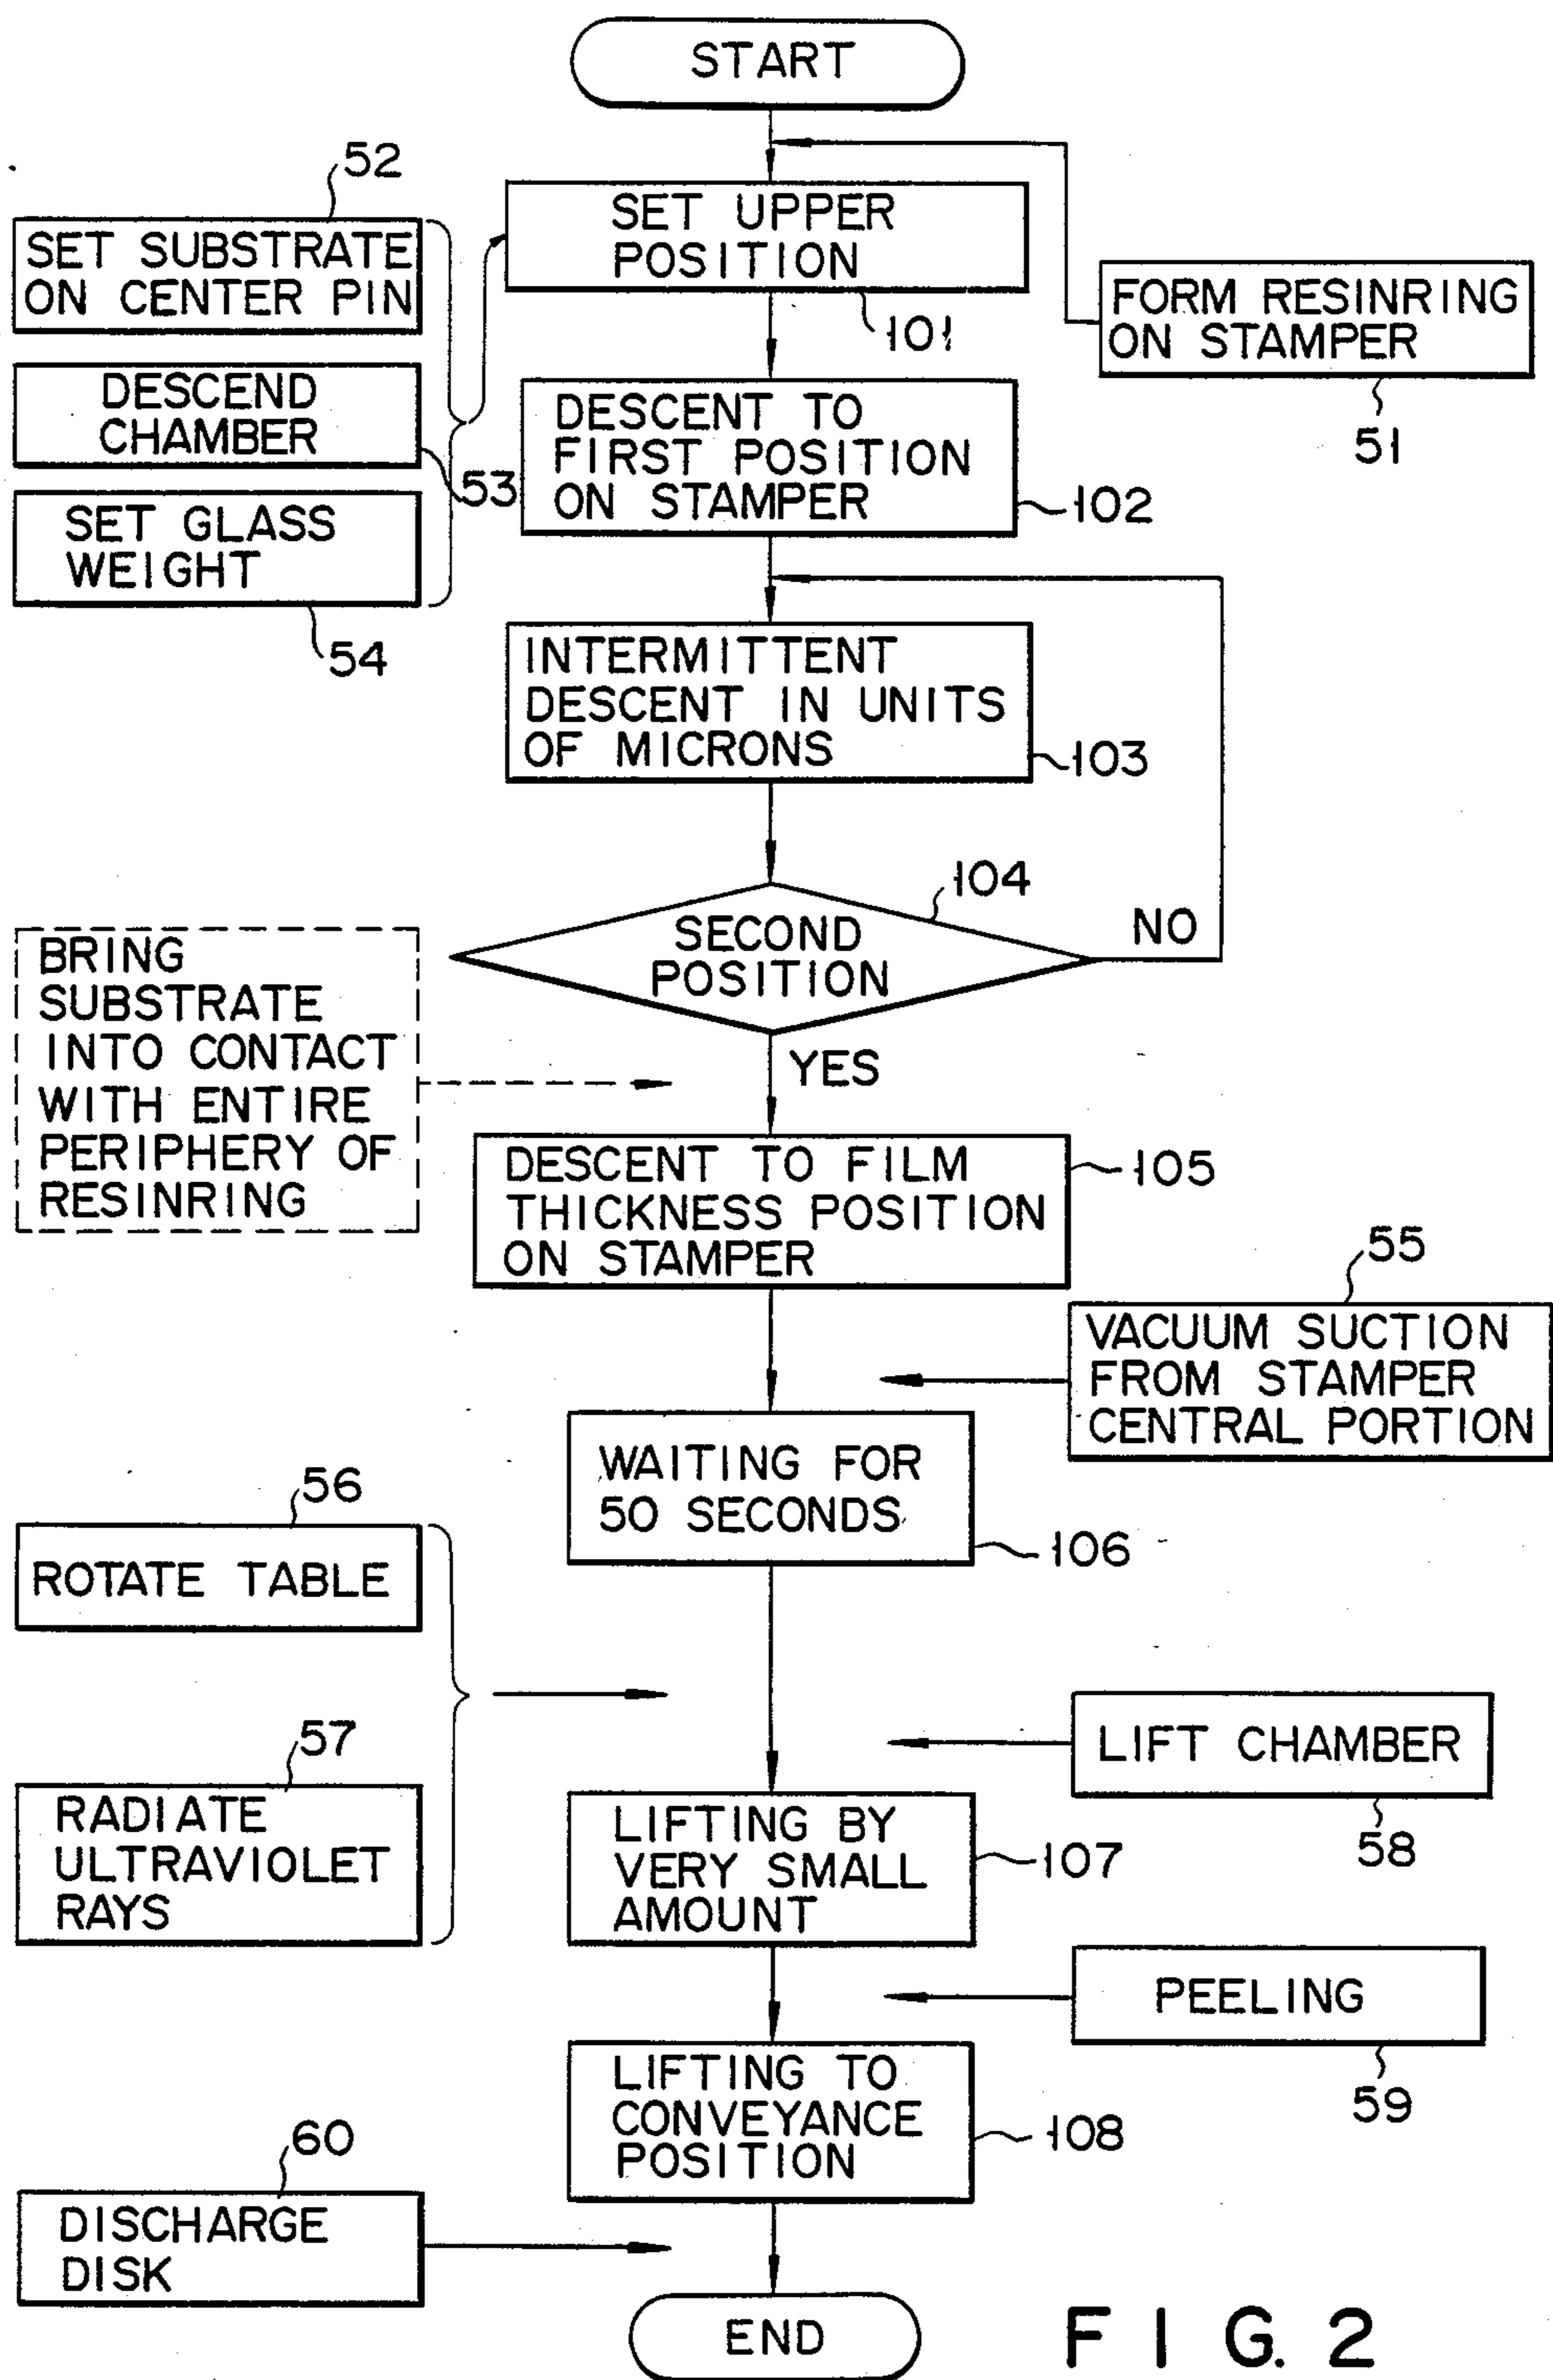 START
52
SET UPPER
POSITION
101
SET SUBSTRATE
ON CENTER PIN
FORM RESINRING
ON STAMPER
51
DESCEND
CHAMBER
53
DESCENT TO
FIRST POSITION
ON STAMPER
102
SET GLASS
WEIGHT
54
INTERMITTENT
DESCENT IN UNITS
OF MICRONS
103
104
SECOND
POSITION
NO
YES
BRING
SUBSTRATE
INTO CONTACT
WITH ENTIRE
PERIPHERY OF
RESINRING
DESCENT TO FILM
THICKNESS POSITION
ON STAMPER
105
55
VACUUM SUCTION
FROM STAMPER
CENTRAL PORTION
WAITING FOR
50 SECONDS
106
56
ROTATE TABLE
57
RADIATE
ULTRAVIOLET
RAYS
LIFT CHAMBER
58
LIFTING BY
VERY SMALL
AMOUNT
107
PEELING
59
LIFTING TO
CONVEYANCE
POSITION
108
60
DISCHARGE
DISK
END
FIG. 2